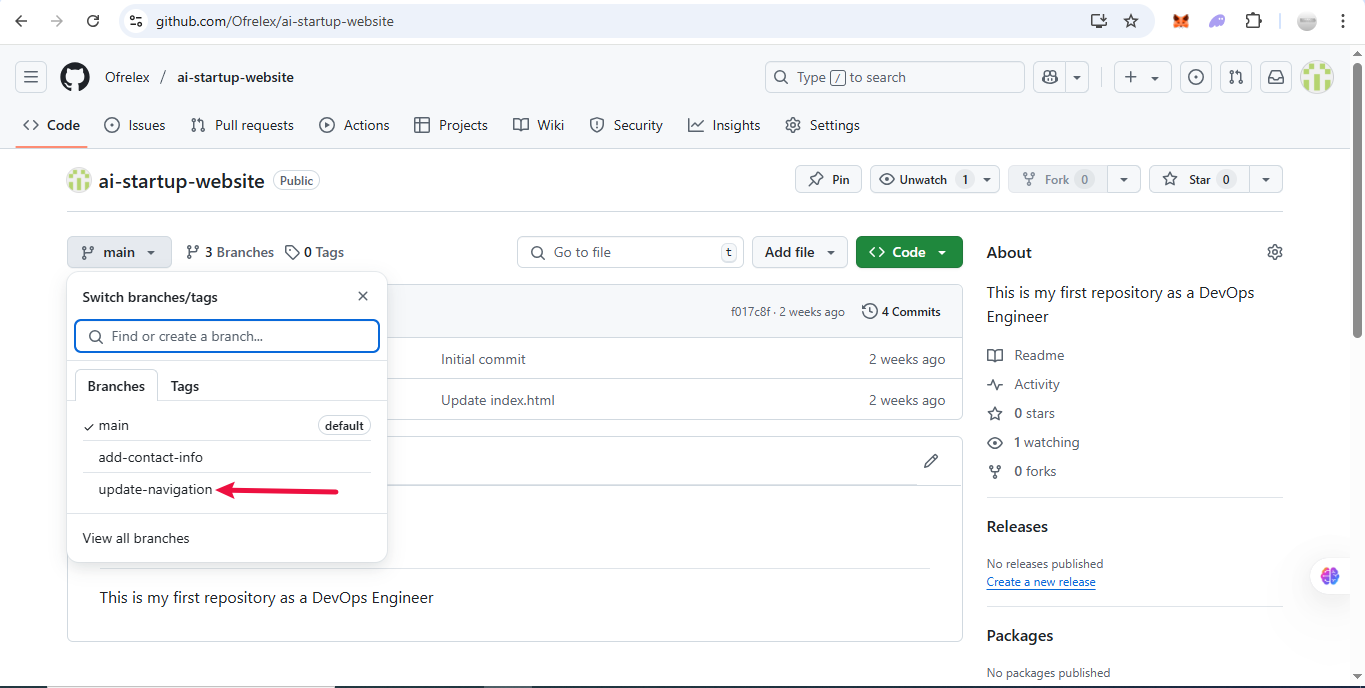 github.com/Ofrelex/ai-startup-website
Ofrelex / ai-startup-website
Type / to search
Code Issues Pull requests Actions Projects Wiki Security Insights Settings
ai-startup-website Public
Pin Unwatch 1 Fork 0 Star 0
main 3 Branches 0 Tags
Go to file t Add file Code
Switch branches/tags
Find or create a branch...
Branches Tags
main default
add-contact-info
update-navigation
View all branches
f017c8f · 2 weeks ago 4 Commits
Initial commit 2 weeks ago
Update index.html 2 weeks ago
This is my first repository as a DevOps Engineer
About
This is my first repository as a DevOps
Engineer
Readme
Activity
0 stars
1 watching
0 forks
Releases
No releases published
Create a new release
Packages
No packages published